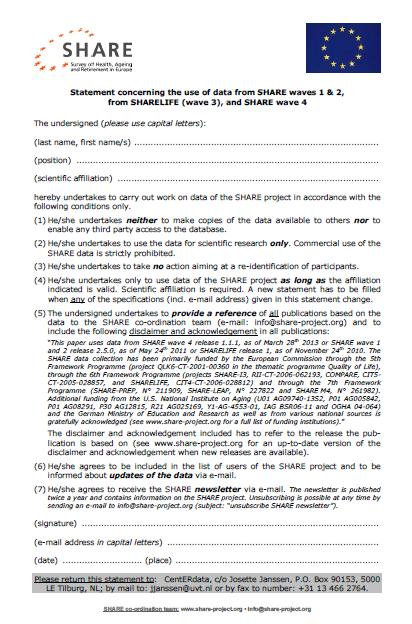 SHARE
Survey of Health, Ageing
and Retirement in Europe
Statement concerning the use of data from SHARE waves 1 & 2,
from SHARELIFE (wave 3), and SHARE wave 4
The undersigned (please use capital letters):
(last name, first name/s) ................................................................
(position) ................................................................
(scientific affiliation) ................................................................
hereby undertakes to carry out work on data of the SHARE project in accordance with the
following conditions only.
(1) He/she undertakes neither to make copies of the data available to others nor to
enable any third party access to the database.
(2) He/she undertakes to use the data for scientific research only. Commercial use of the
SHARE data is strictly prohibited.
(3) He/she undertakes to take no action aiming at a re-identification of participants.
(4) He/she undertakes only to use data of the SHARE project as long as the affiliation
indicated is valid. Scientific affiliation is required. A new statement has to be filled
when any of the specifications (incl. e-mail address) given in this statement change.
(5) The undersigned undertakes to provide a reference of all publications based on the
data to the SHARE co-ordination team (e-mail: info@share-project.org) and to
include the following disclaimer and acknowledgement in all publications:
"This paper uses data from SHARE wave 4 release 1.1.1, as of March 28th 2013 or SHARE wave 1
and 2 release 2.5.0, as of May 24th 2011 or SHARELIFE release 1, as of November 24th 2010. The
SHARE data collection has been primarily funded by the European Commission through the 5th
Framework Programme (project QLK6-CT-2001-00360 in the thematic programme Quality of Life),
through the 6th Framework Programme (projects SHARE-I3, RII-CT-2006-062193, COMPARE, CIT5-
CT-2005-028857, and SHARELIFE, CIT4-CT-2006-028812) and through the 7th Framework
Programme (SHARE-PREP, N° 211909, SHARE-LEAP, N° 227822 and SHARE M4, N° 261982).
Additional funding from the U.S. National Institute on Aging (U01 AG09740-13S2, P01 AG005842,
P01 AG08291, P30 AG12815, R21 AG025169, Y1-AG-4553-01, IAG BSR06-11 and OGHA 04-064)
and the German Ministry of Education and Research as well as from various national sources is
gratefully acknowledged (see www.share-project.org for a full list of funding institutions)."
The disclaimer and acknowledgement included has to refer to the release the pub-
lication is based on (see www.share-project.org for an up-to-date version of the
disclaimer and acknowledgement when new releases are available).
(6) He/she agrees to be included in the list of users of the SHARE project and to be
informed about updates of the data via e-mail.
(7) He/she agrees to receive the SHARE newsletter via e-mail. The newsletter is published
twice a year and contains information on the SHARE project. Unsubscribing is possible at any time by
sending an e-mail to info@share-project.org (subject: "unsubscribe SHARE newsletter").
(signature) ................................................................
(e-mail address in capital letters) ................................................................
(date) ........................ (place) ................................................................
Please return this statement to: CentERdata, c/o Josette Janssen, P.O. Box 90153, 5000
LE Tilburg, NL; by mail to: jjanssen@uvt.nl or by fax to number: +31 13 466 2764.
SHARE co-ordination team: www.share-project.org • info@share-project.org